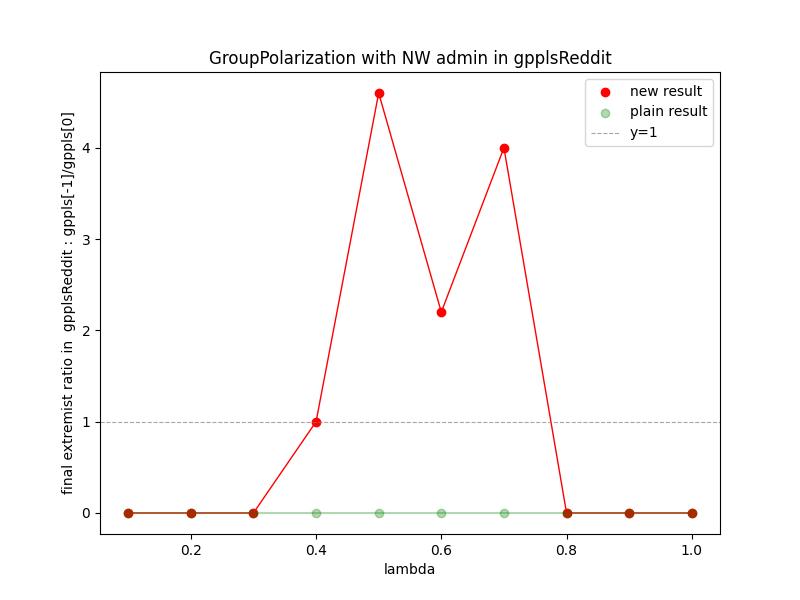 GroupPolarization with NW admin in gpplsReddit
final extremist ratio in  gpplsReddit : gppls[-1]/gppls[0]
new result
plain result
y=1
4
3
2
1
0
0.2
0.4
0.6
0.8
1.0
lambda